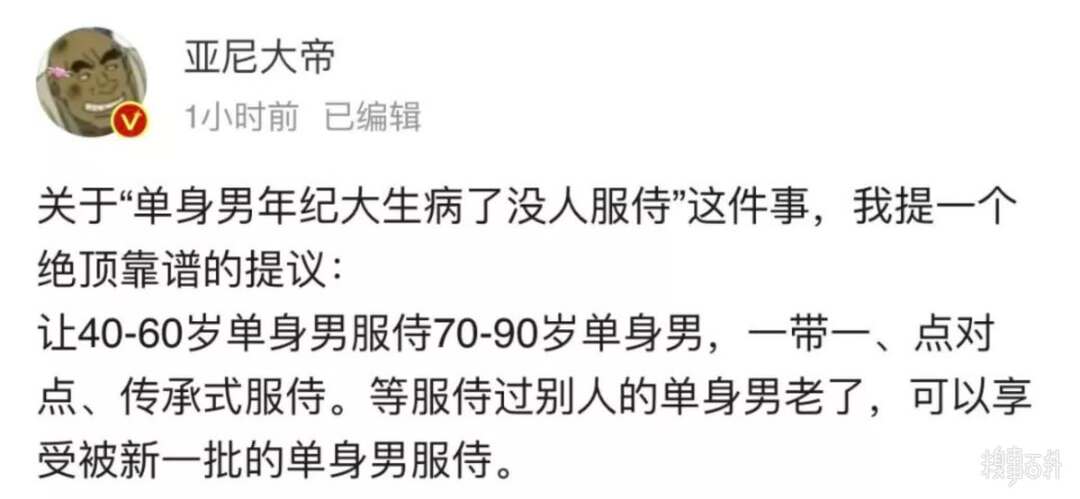 亚尼大帝
1小时前 已编辑
关于“单身男年纪大生病了没人服侍”这件事，我提一个
绝顶靠谱的提议：
让40-60岁单身男服侍70-90岁单身男，一带一、点对
点、传承式服侍。等服侍过别人的单身男老了，可以享
受被新一批的单身男服侍。